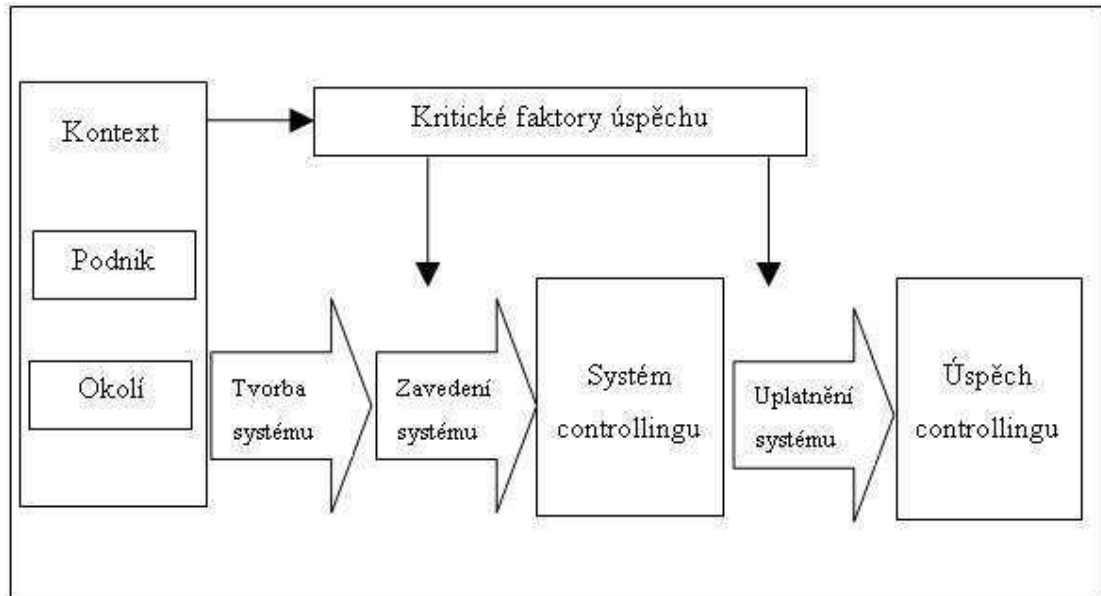 Kontext
Kritické faktory úspěchu
Podnik
Okolí
Tvorba
systému
Zavedení
systému
Systém
controllingu
Uplatnění
systému
Úspěch
controllingu